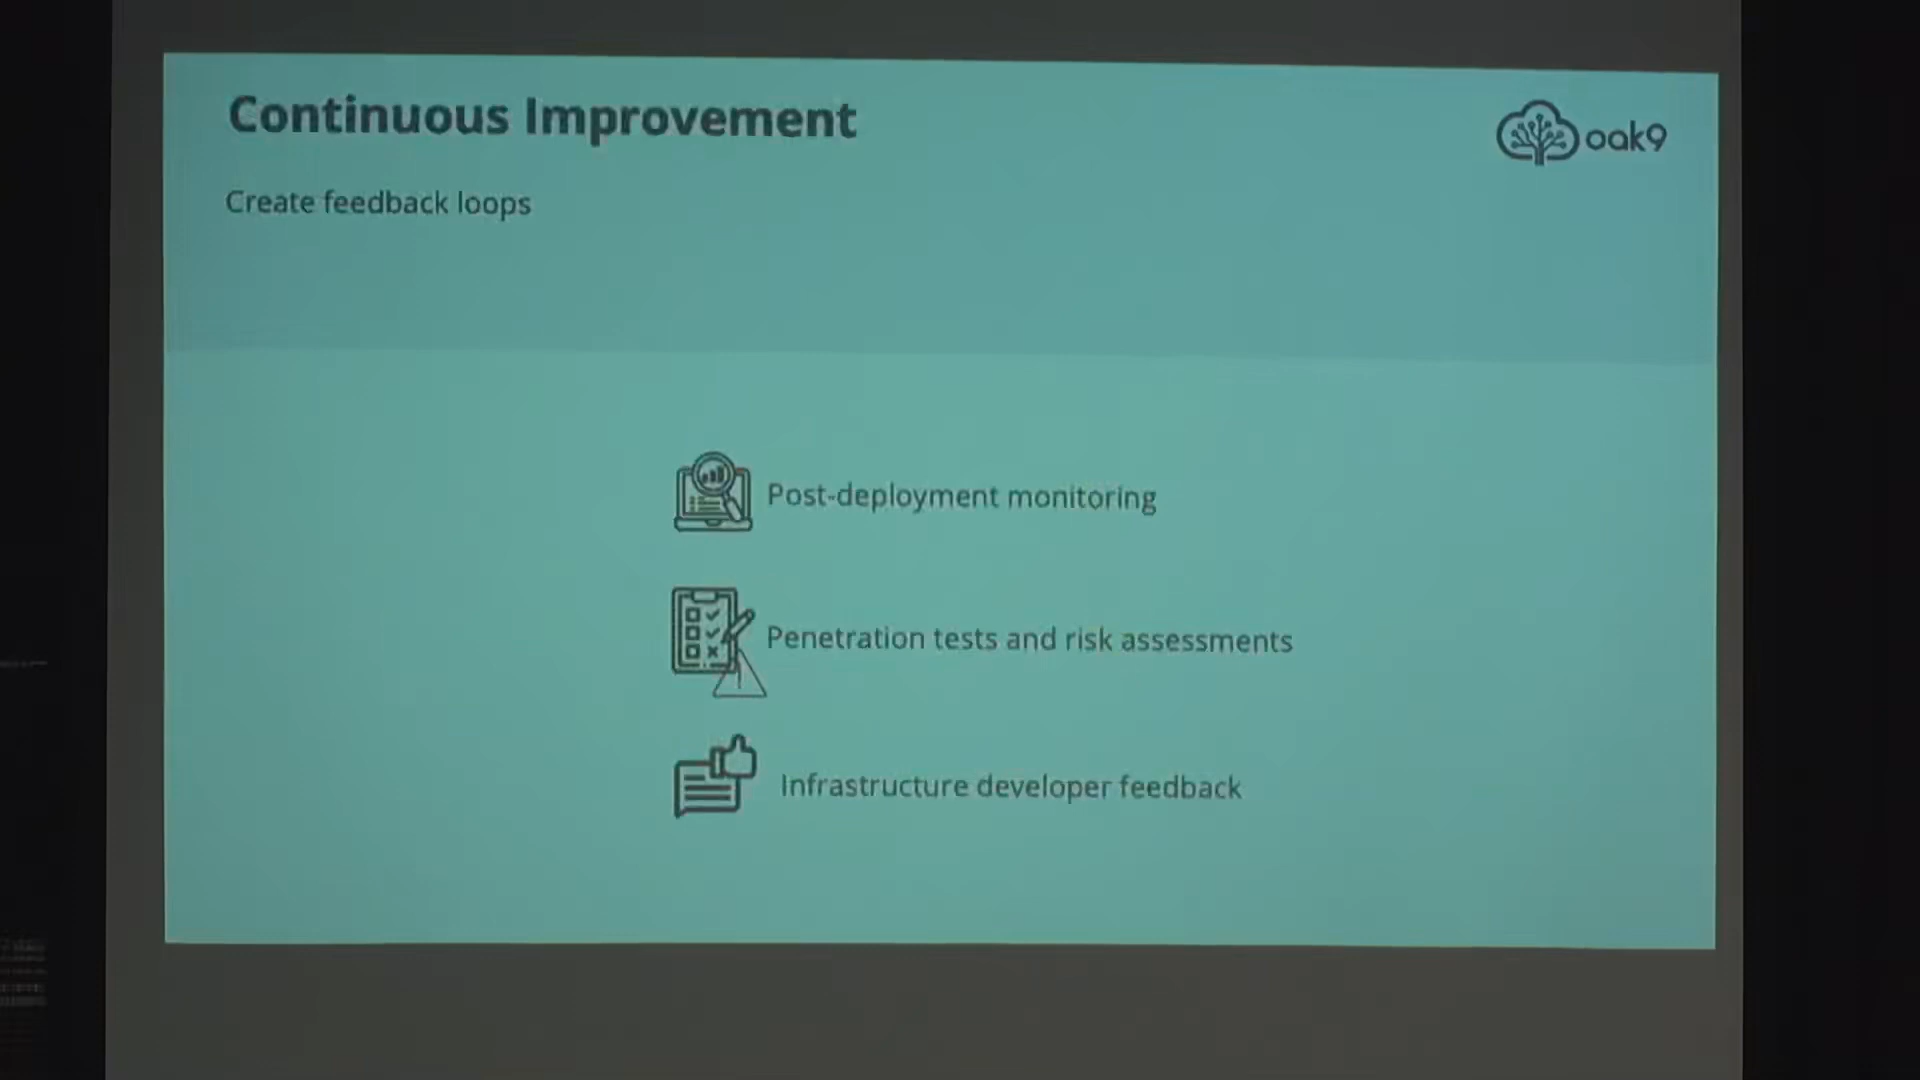 Continuous Improvement
oak9
Create feedback loops
Post-deployment monitoring
Penetration tests and risk assessments
Infrastructure developer feedback